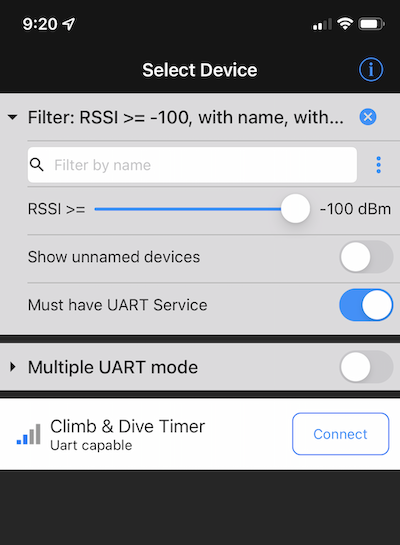 9:20
Select Device
Filter: RSSI >= -100, with name, with...
Filter by name
RSSI >= -100 dBm
Show unnamed devices
Must have UART Service
Multiple UART mode
Climb & Dive Timer
Uart capable
Connect